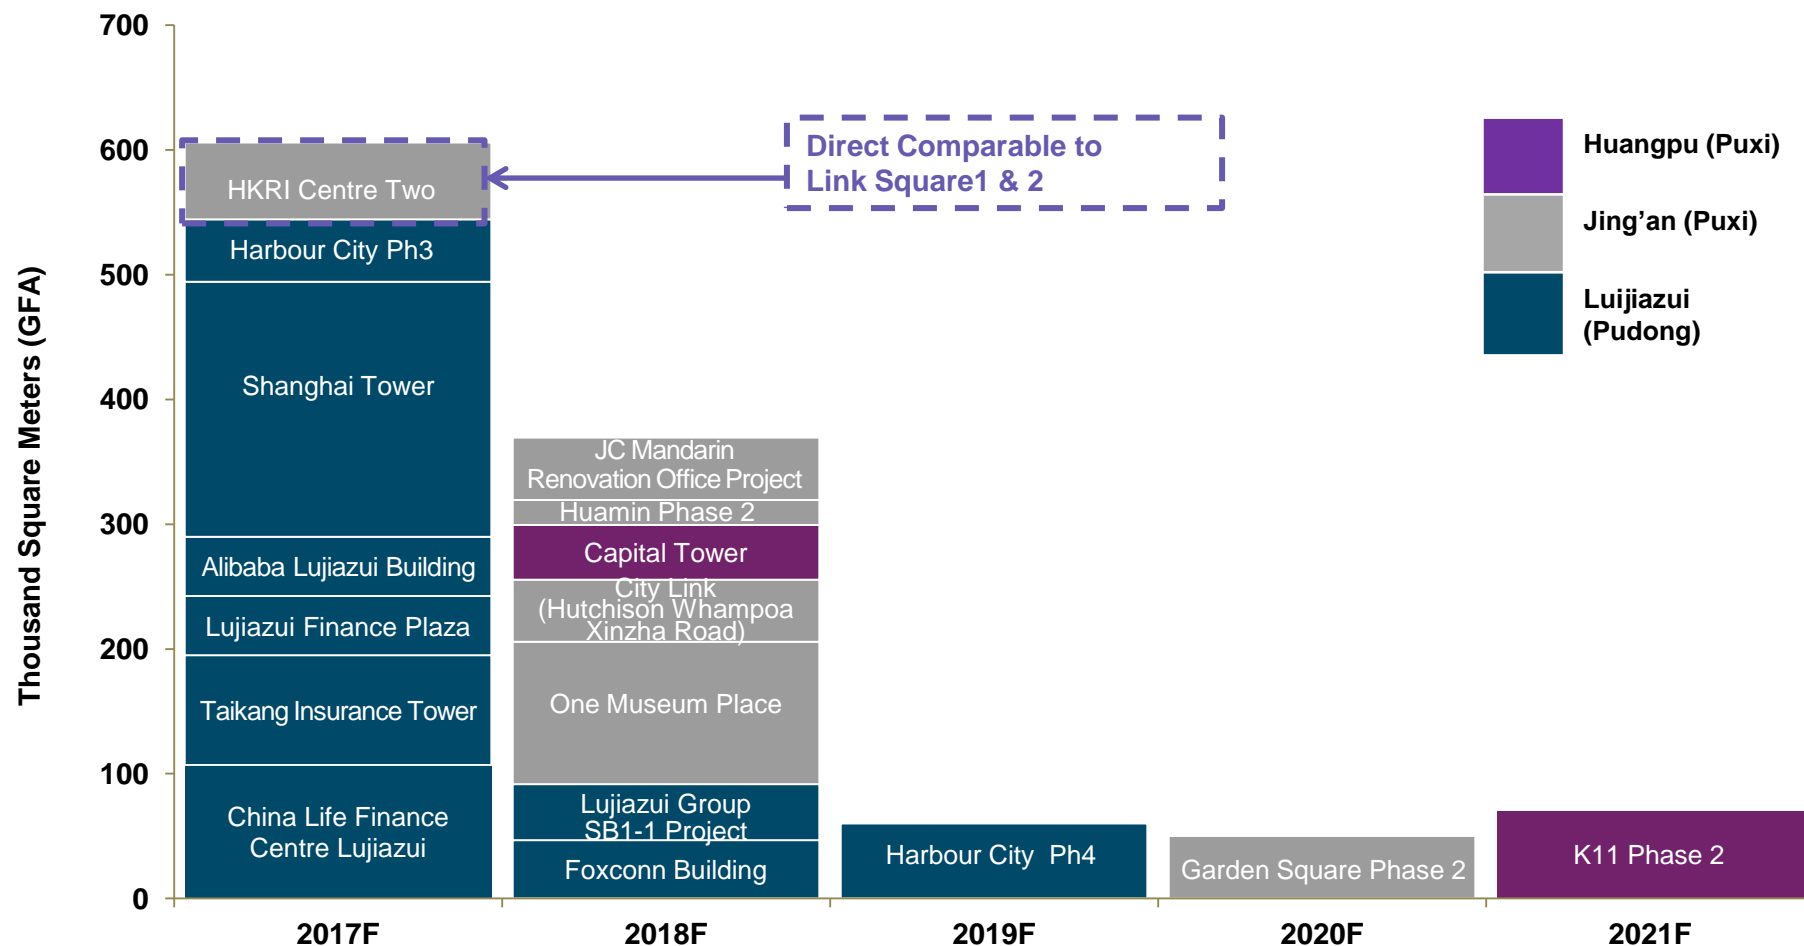 Thousand Square Meters (GFA)
700
600
500
400
300
200
100
0
HKRI Centre Two
Harbour City Ph3
Shanghai Tower
Alibaba Lujiazui Building
Lujiazui Finance Plaza
Taikang Insurance Tower
China Life Finance
Centre Lujiazui
JC Mandarin
Renovation Office Project
Huamin Phase 2
Capital Tower
City Link
(Hutchison Whampoa
Xinzha Road)
One Museum Place
Lujiazui Group
SB1-1 Project
Foxconn Building
Harbour City Ph4
Garden Square Phase 2
K11 Phase 2
Direct Comparable to
Link Square1 & 2
Huangpu (Puxi)
Jing’an (Puxi)
Luijiazui
(Pudong)
2017F
2018F
2019F
2020F
2021F